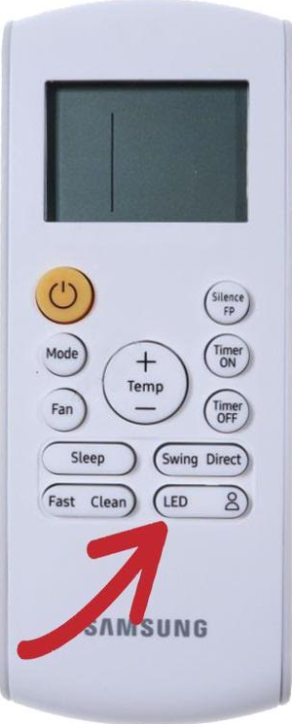 Silence
FP
Mode
+
Temp
−
Timer
ON
Fan
Timer
OFF
Sleep
Swing Direct
Fast Clean
LED
SAMSUNG